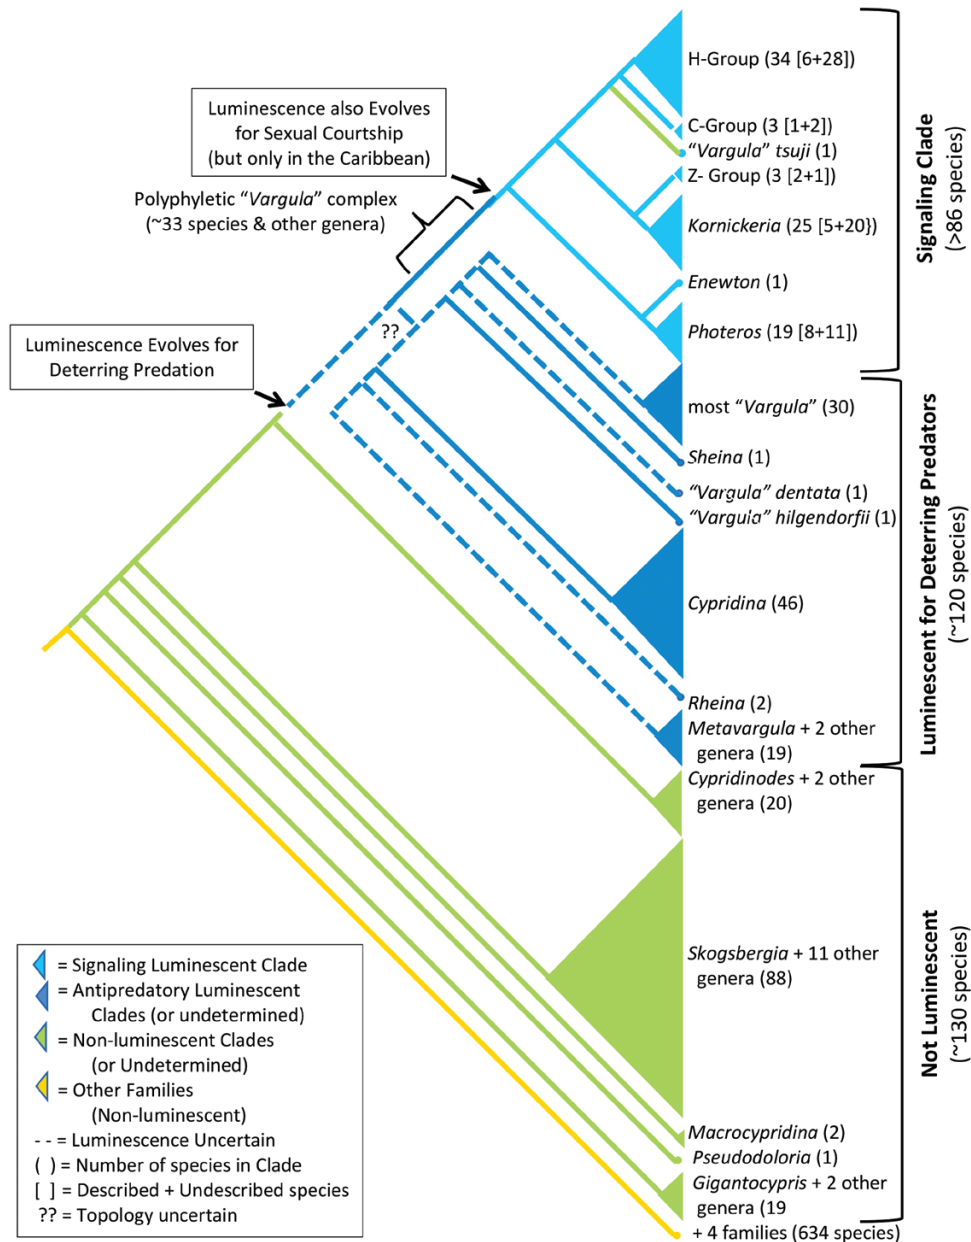 H-Group (34 [6+28])
Luminescence also Evolves
for Sexual Courtship
(but only in the Caribbean)
C-Group (3 [1+2])
"Vargula" tsuji (1)
Z- Group (3 [2+1])
Polyphyletic "Vargula" complex
(~33 species & other genera)
Kornickeria (25 [5+20})
Signaling Clade
(>86 species)
Enewton (1)
??
Photeros (19 [8+11])
Luminescence Evolves for
Deterring Predation
most "Vargula" (30)
Sheina (1)
"Vargula" dentata (1)
"Vargula" hilgendorfii (1)
Cypridina (46)
Luminescent for Deterring Predators
(~120 species)
Rheina (2)
Metavargula + 2 other
genera (19)
Cypridinodes + 2 other
genera (20)
Skogsbergia + 11 other
genera (88)
Not Luminescent
(~130 species)
Macrocypridina (2)
Pseudodoloria (1)
Gigantocypris + 2 other
genera (19
+ 4 families (634 species)
= Signaling Luminescent Clade
= Antipredatory Luminescent
Clades (or undetermined)
= Non-luminescent Clades
(or Undetermined)
= Other Families
(Non-luminescent)
- - = Luminescence Uncertain
( ) = Number of species in Clade
[ ] = Described + Undescribed species
?? = Topology uncertain